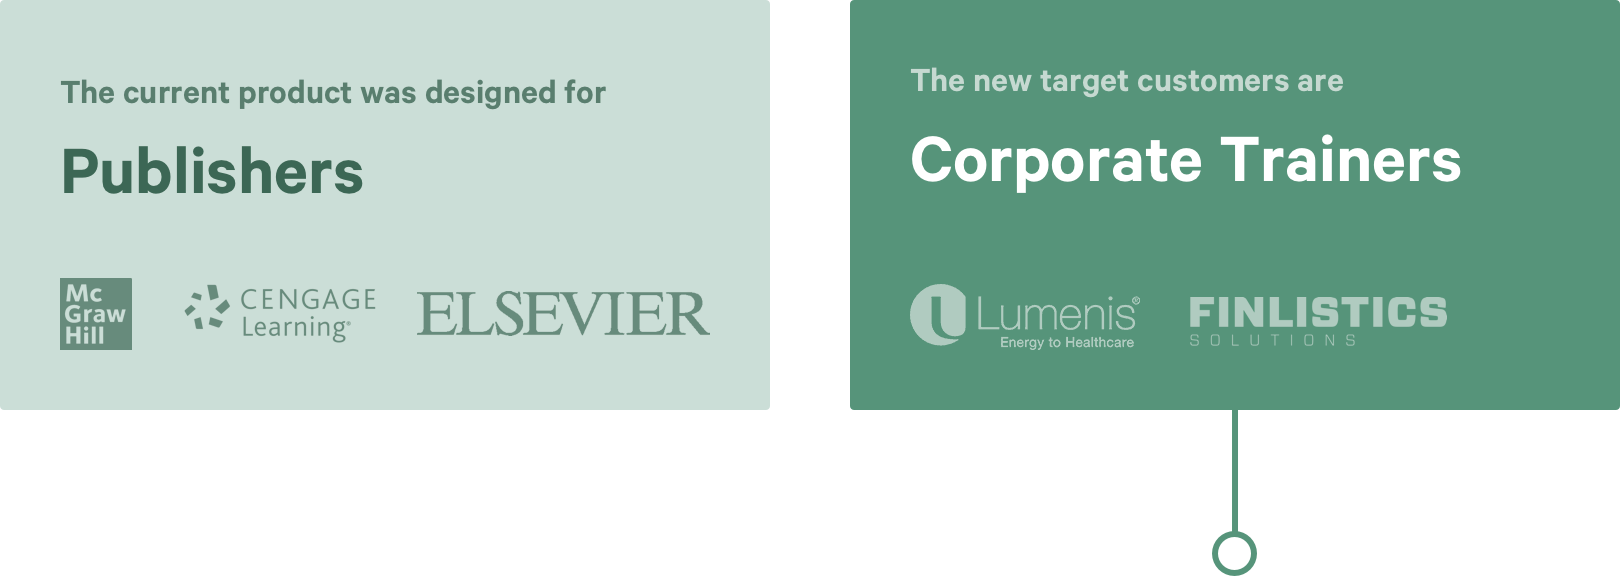 The current product was designed for
Publishers
Mc
Graw
Hill
CENGAGE
Learning®
ELSEVIER
The new target customers are
Corporate Trainers
Lumenis®
Energy to Healthcare
FINLISTICS
SOLUTIONS